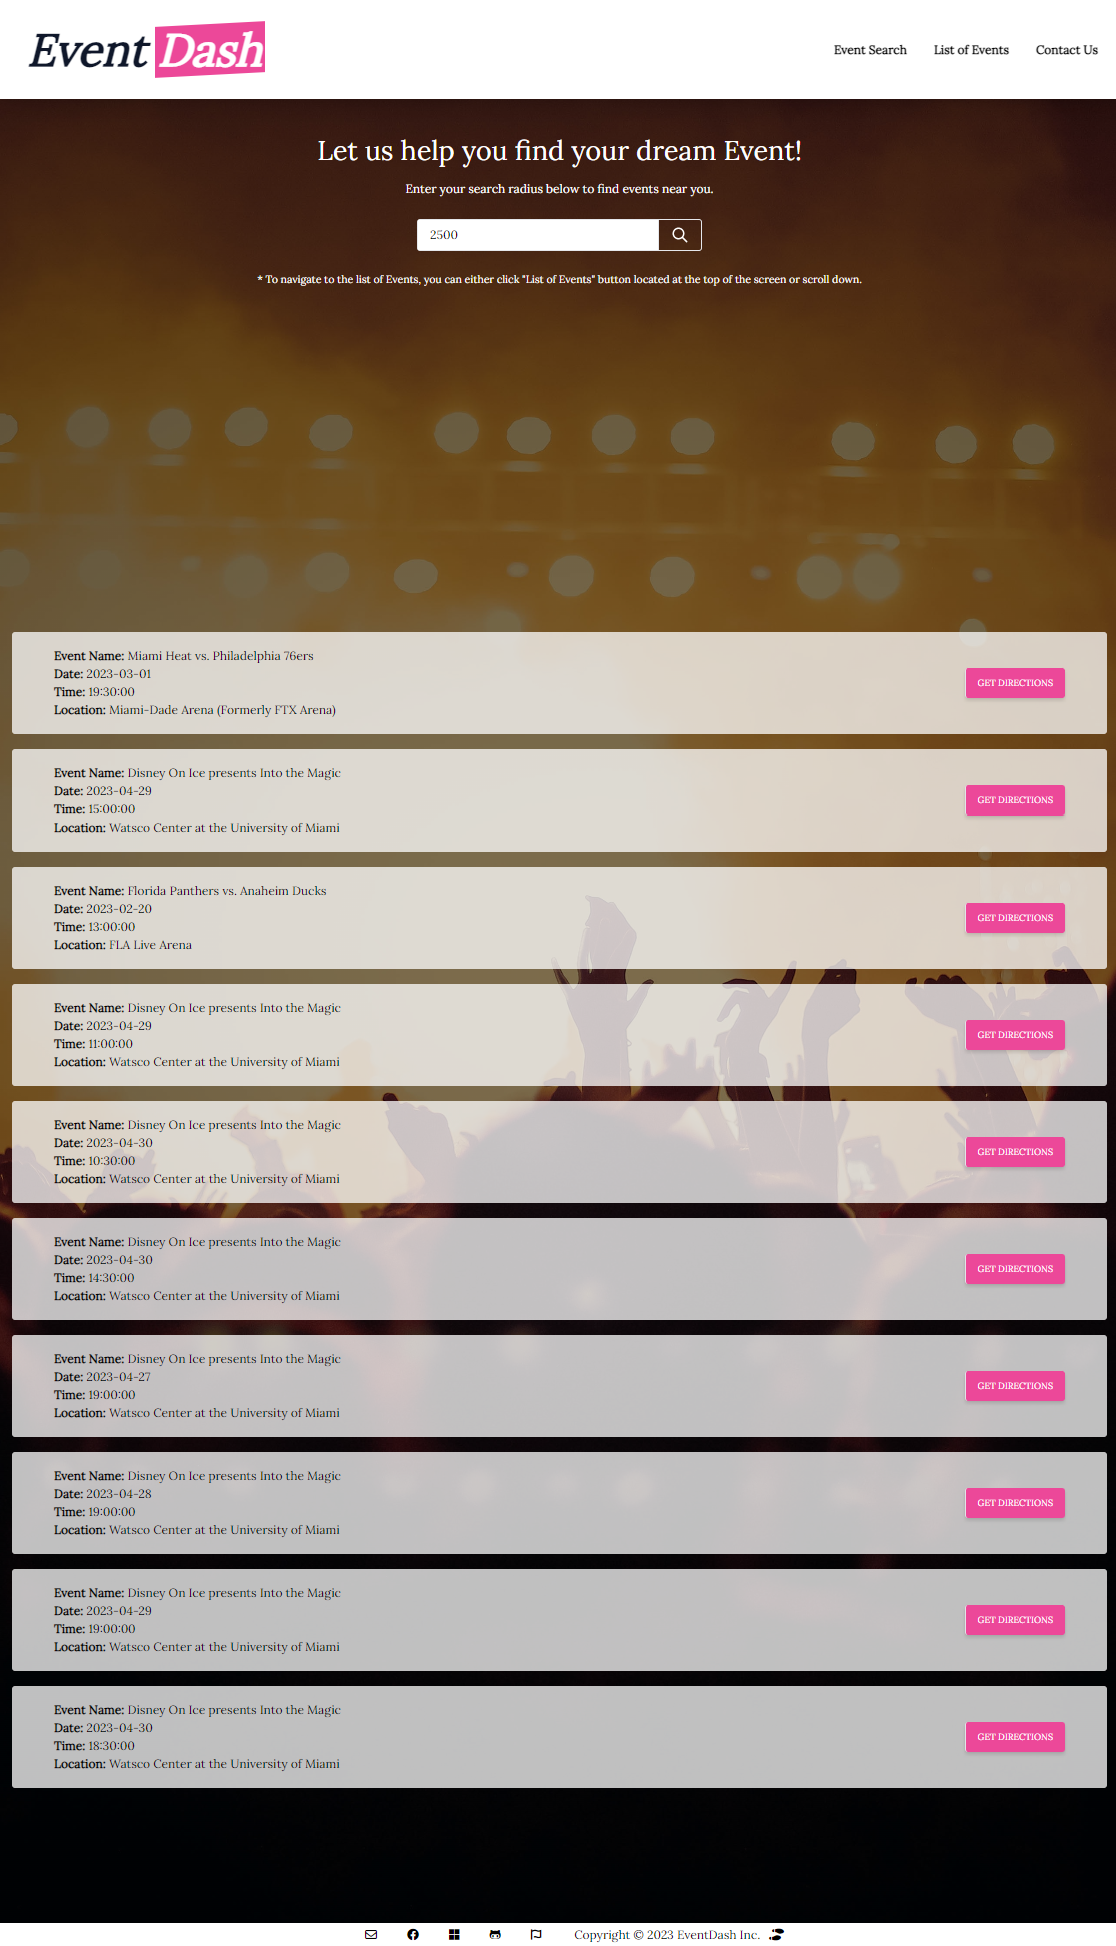 Event Dash
Event Search List of Events Contact Us
Let us help you find your dream Event!
Enter your search radius below to find events near you.
2500
* To navigate to the list of Events, you can either click "List of Events" button located at the top of the screen or scroll down.
Event Name: Miami Heat vs. Philadelphia 76ers
Date: 2023-03-01
Time: 19:30:00
Location: Miami-Dade Arena (Formerly FTX Arena)
GET DIRECTIONS
Event Name: Disney On Ice presents Into the Magic
Date: 2023-04-29
Time: 15:00:00
Location: Watsco Center at the University of Miami
GET DIRECTIONS
Event Name: Florida Panthers vs. Anaheim Ducks
Date: 2023-02-20
Time: 13:00:00
Location: FLA Live Arena
GET DIRECTIONS
Event Name: Disney On Ice presents Into the Magic
Date: 2023-04-29
Time: 11:00:00
Location: Watsco Center at the University of Miami
GET DIRECTIONS
Event Name: Disney On Ice presents Into the Magic
Date: 2023-04-30
Time: 10:30:00
Location: Watsco Center at the University of Miami
GET DIRECTIONS
Event Name: Disney On Ice presents Into the Magic
Date: 2023-04-30
Time: 14:30:00
Location: Watsco Center at the University of Miami
GET DIRECTIONS
Event Name: Disney On Ice presents Into the Magic
Date: 2023-04-27
Time: 19:00:00
Location: Watsco Center at the University of Miami
GET DIRECTIONS
Event Name: Disney On Ice presents Into the Magic
Date: 2023-04-28
Time: 19:00:00
Location: Watsco Center at the University of Miami
GET DIRECTIONS
Event Name: Disney On Ice presents Into the Magic
Date: 2023-04-29
Time: 19:00:00
Location: Watsco Center at the University of Miami
GET DIRECTIONS
Event Name: Disney On Ice presents Into the Magic
Date: 2023-04-30
Time: 18:30:00
Location: Watsco Center at the University of Miami
GET DIRECTIONS
Copyright © 2023 EventDash Inc.